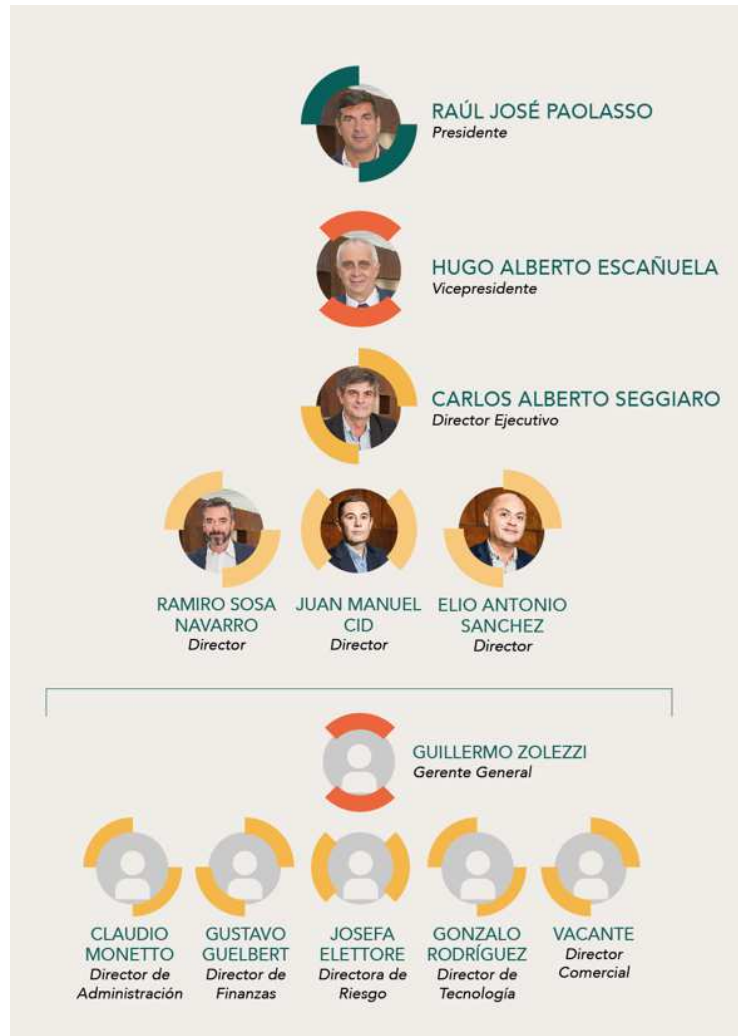 RAÚL JOSÉ PAOLASSO
Presidente
HUGO ALBERTO ESCAÑUELA
Vicepresidente
CARLOS ALBERTO SEGGIARO
Director Ejecutivo
RAMIRO SOSA
NAVARRO
Director
JUAN MANUEL
CID
Director
ELIO ANTONIO
SANCHEZ
Director
GUILLERMO ZOLEZZI
Gerente General
CLAUDIO
MONETTO
Director de
Administración
GUSTAVO
GUELBERT
Director de
Finanzas
JOSEFA
ELETTORE
Directora de
Riesgo
GONZALO
RODRÍGUEZ
Director de
Tecnología
VACANTE
Director
Comercial